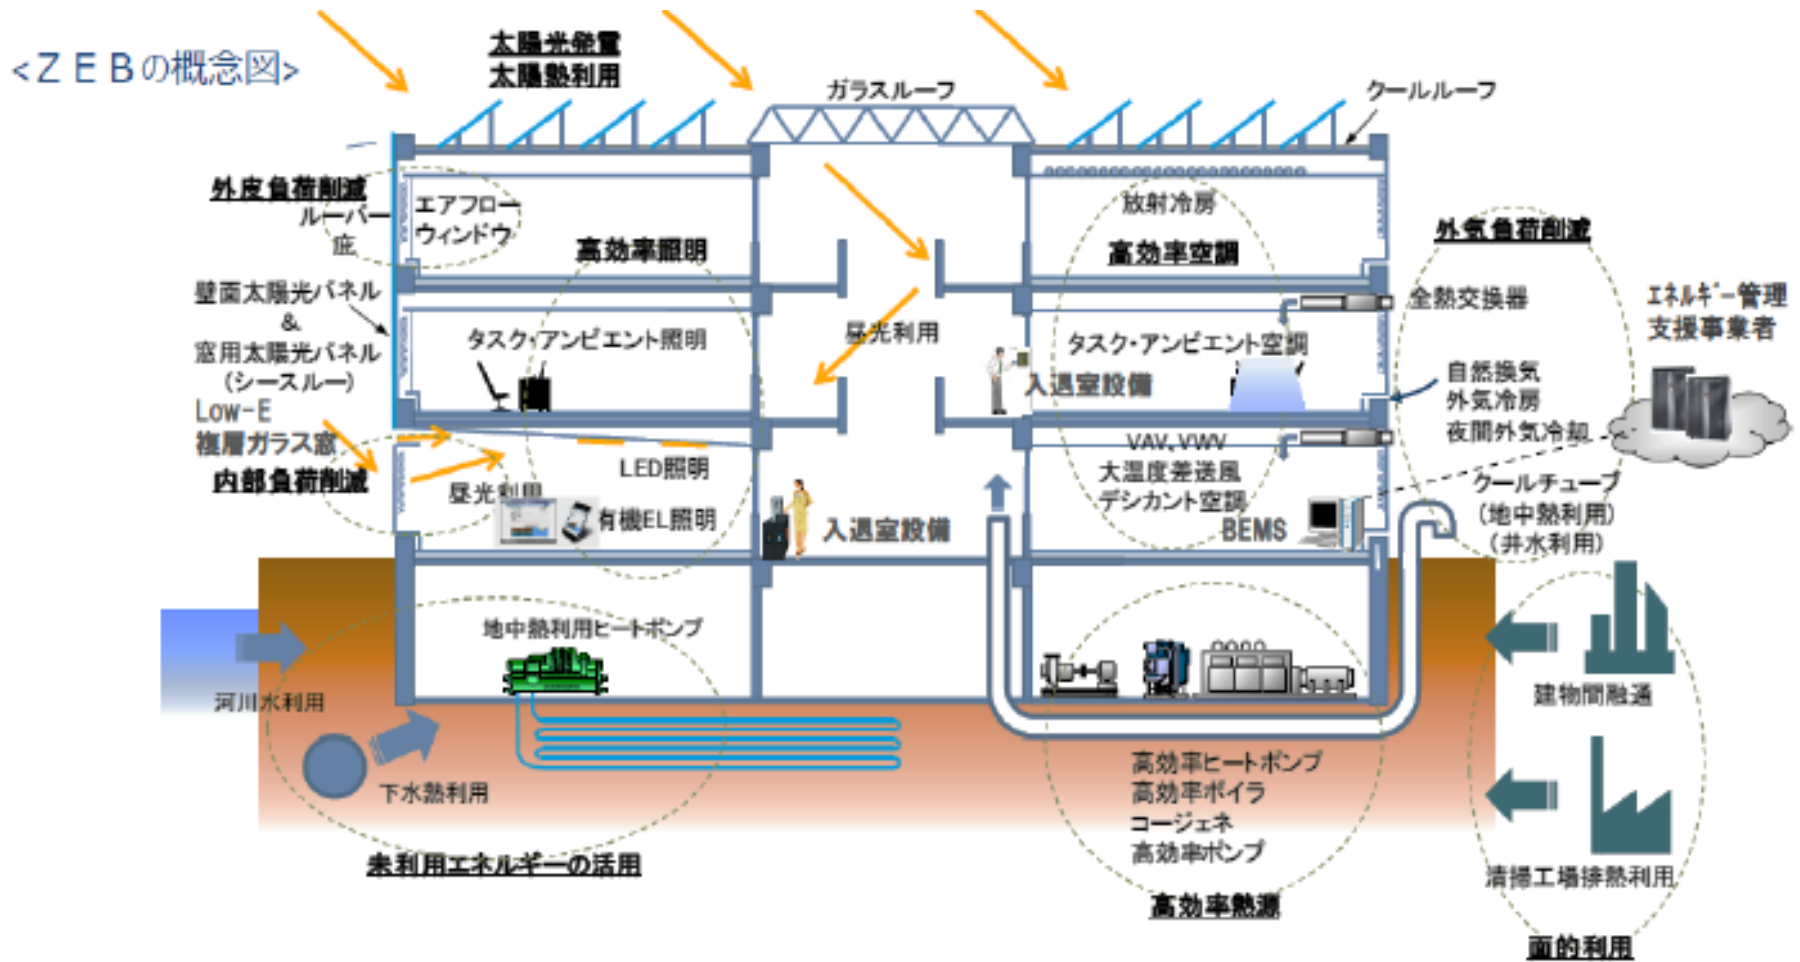 <ＺＥＢの概念図>
太陽光発電
太陽熱利用
ガラスルーフ
クールルーフ
外皮負荷削減
ルーバー
庇
エアフロー
ウィンドウ
高効率照明
放射冷房
高効率空調
外気負荷削減
壁面太陽光パネル
&
窓用太陽光パネル
(シースルー)
タスク・アンビエント照明
昼光利用
入退室設備
タスク・アンビエント空調
全熱交換器
エネルギー管理
支援事業者
自然換気
外気冷房
夜間外気冷却
Low-E
複層ガラス窓
内部負荷削減
昼光利用
LED照明
有機EL照明
入退室設備
VAV、VWV
大温度差送風
デシカント空調
BEMS
クールチューブ
(地中熱利用)
(井水利用)
地中熱利用ヒートポンプ
河川水利用
下水熱利用
未利用エネルギーの活用
高効率ヒートポンプ
高効率ボイラ
コージェネ
高効率ポンプ
高効率熱源
建物間融通
清掃工場排熱利用
面的利用